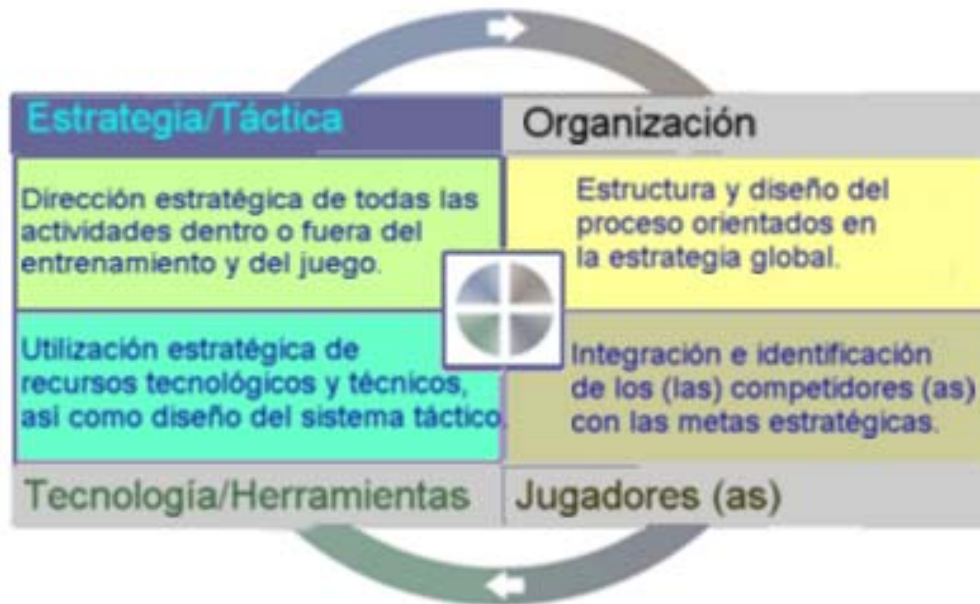 Estrategia/Táctica
Dirección estratégica de todas las
actividades dentro o fuera del
entrenamiento y del juego.
Organización
Estructura y diseño del
proceso orientados en
la estrategia global.
Utilización estratégica de
recursos tecnológicos y técnicos,
así como diseño del sistema táctico.
Tecnología/Herramientas
Integración e identificación
de los (las) competidores (as)
con las metas estratégicas.
Jugadores (as)